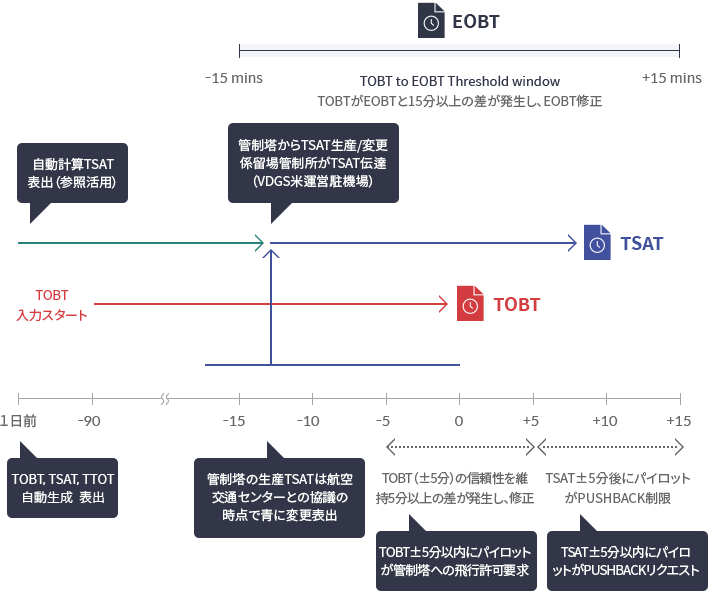 EOBT
-15 mins
+15 mins
TOBT to EOBT Threshold window
TOBTがEOBTと15分以上の差が発生し、EOBT修正
自動計算TSAT
表出（参照活用）
管制塔からTSAT生産/変更
係留場管制所がTSAT伝達
（VDGS米運営駐機場）
TSAT
TOBT
入力スタート
TOBT
1日前
-90
-15
-10
-5
0
+5
+10
+15
TOBT, TSAT, TTOT
自動生成 表出
管制塔の生産TSATは航空
交通センターとの協議の
時点で青に変更表出
TOBT（±5分）の信頼性を維
持5分以上の差が発生し、修正
TSAT±5分後にパイロット
がPUSHBACK制限
TOBT±5分以内にパイロット
が管制塔への飛行許可要求
TSAT±5分以内にパイロ
ットがPUSHBACKリクエスト